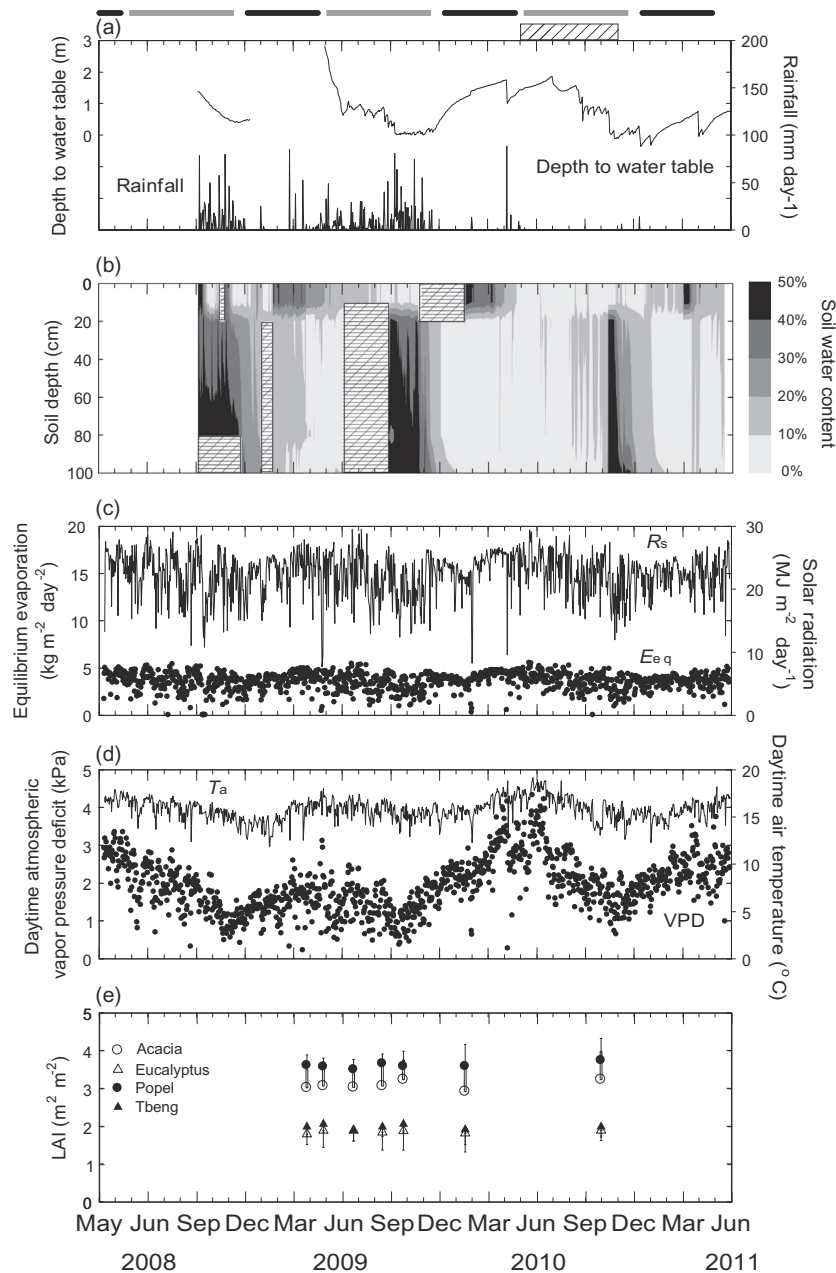 (a)
3
2
1
0
Depth to water table (m)
200
150
100
50
0
Rainfall (mm day-1)
Rainfall
Depth to water table
(b)
0
20
40
60
80
100
Soil depth (cm)
50%
40%
30%
20%
10%
0%
Soil water content
(c)
20
15
10
5
0
Equilibrium evaporation
(kg m-2 day-2)
30
20
10
0
Solar radiation
(MJ m-2 day-1)
Rs
Eeq
(d)
5
4
3
2
1
0
Daytime atmospheric
vapor pressure deficit (kPa)
20
15
10
5
0
Daytime air temperature (°C)
Ta
VPD
(e)
5
4
3
2
1
0
LAI (m2 m-2)
Acacia
Eucalyptus
Popel
Tbeng
May Jun Sep Dec Mar Jun Sep Dec Mar Jun Sep Dec Mar Jun
2008 2009 2010 2011